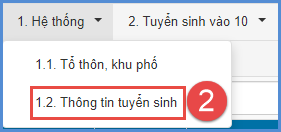 1. Hệ thống 2. Tuyển sinh vào 10
1.1. Tổ thôn, khu phố
1.2. Thông tin tuyển sinh 2